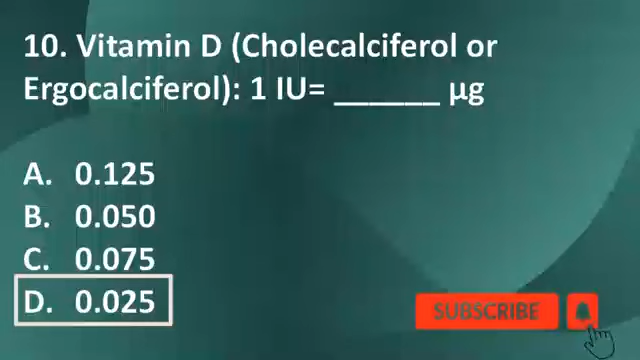 10. Vitamin D (Cholecalciferol or
Ergocalciferol): 1 IU= ______ µg
A. 0.125
B. 0.050
C. 0.075
D. 0.025
SUBSCRIBE